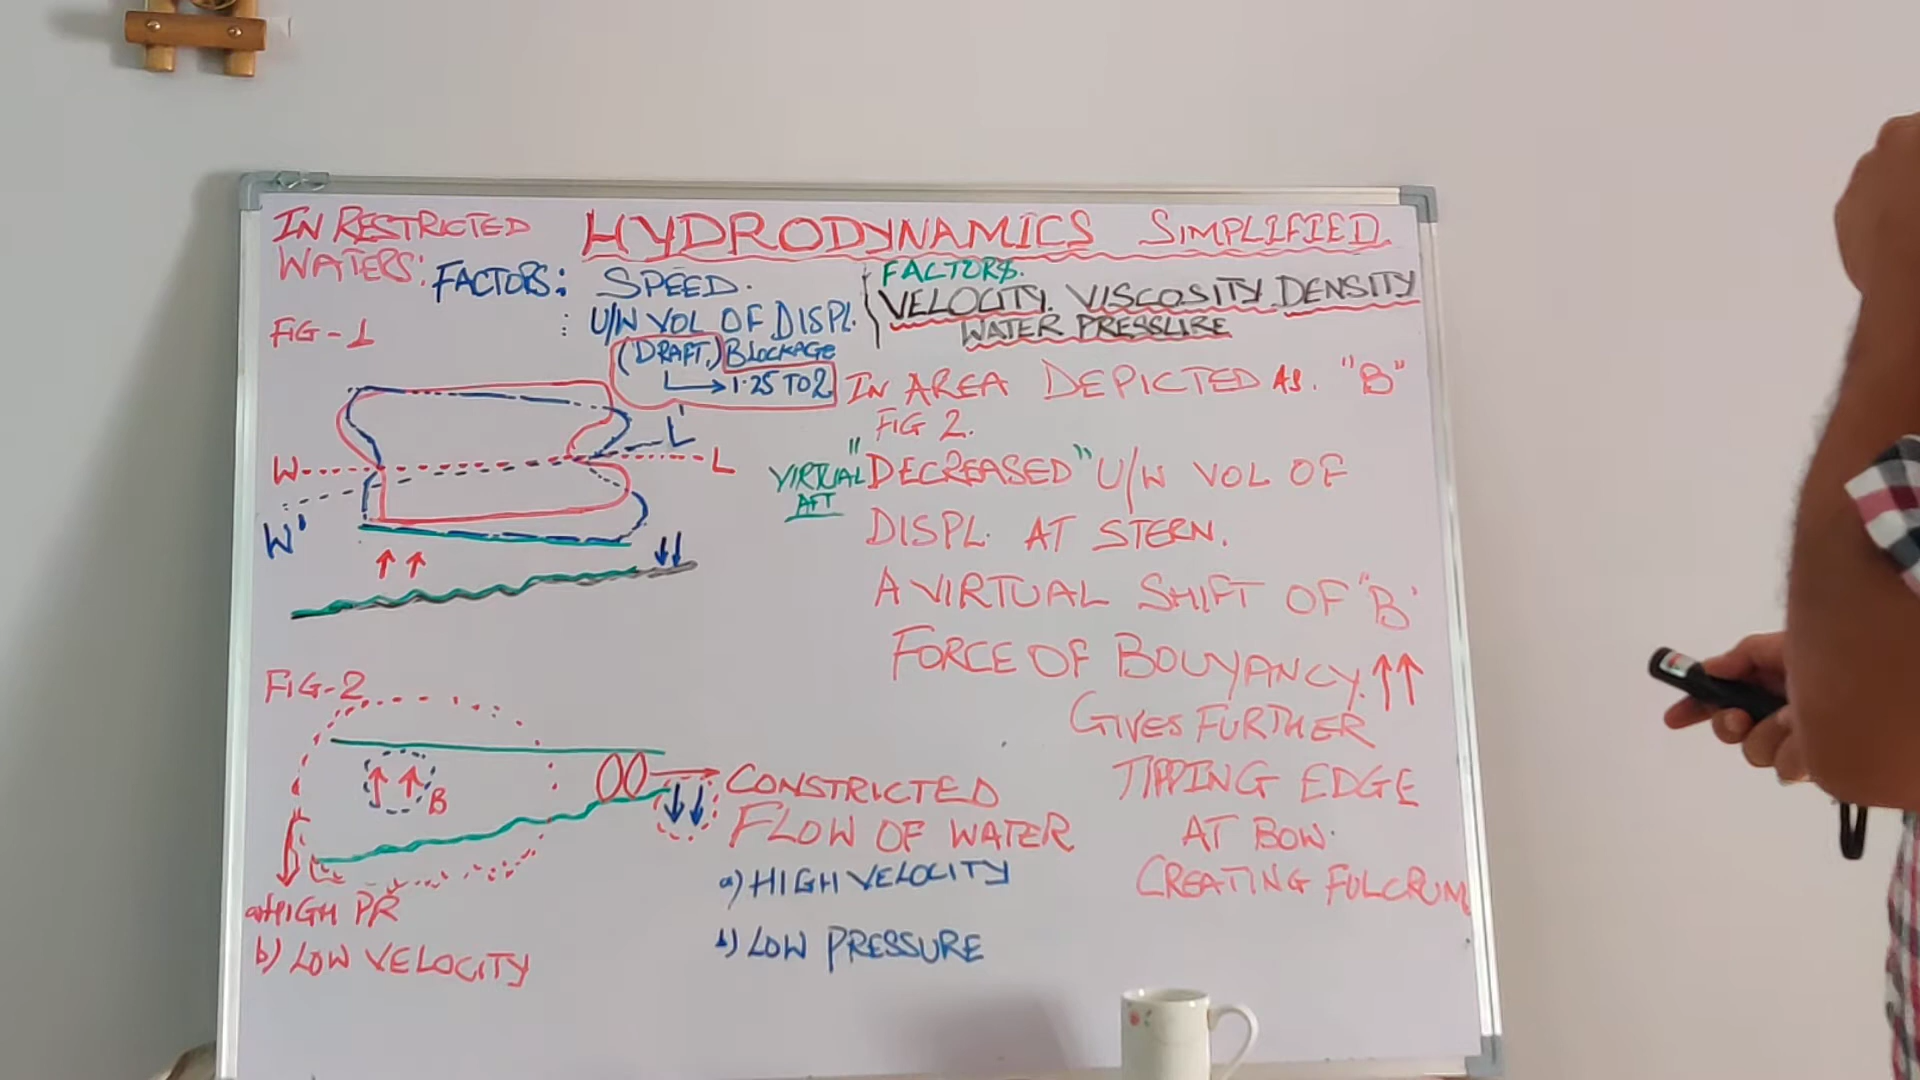 IN RESTRICTED
WATERS:
HYDRODYNAMICS SIMPLIFIED
FACTORS: SPEED.
: U/W VOL OF DISPL.
(DRAFT,) BLOCKAGE
1.25 TO 2
FACTORS.
VELOCITY. VISCOSITY DENSITY
WATER PRESSURE
FIG-1
L'
W L
W'
IN AREA DEPICTED AS. "B"
FIG 2.
VIRTUAL "DECREASED" U/W VOL OF
AFT
DISPL. AT STERN.
A VIRTUAL SHIFT OF "B'
FORCE OF BOUYANCY.
GIVES FURTHER
TIPPING EDGE
AT BOW.
CREATING FULCRUM
FIG-2
B
CONSTRICTED
FLOW OF WATER
a) HIGH VELOCITY
b) LOW PRESSURE
a) HIGH PR
b) LOW VELOCITY